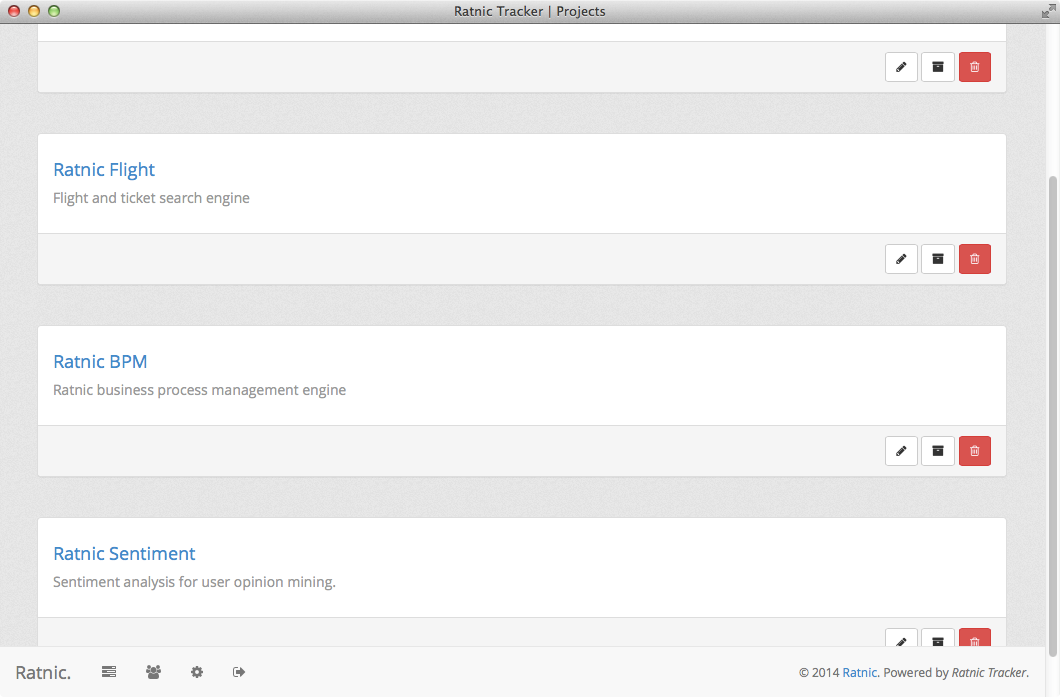 Ratnic Tracker | Projects
Ratnic Flight
Flight and ticket search engine
Ratnic BPM
Ratnic business process management engine
Ratnic Sentiment
Sentiment analysis for user opinion mining.
Ratnic.
© 2014 Ratnic. Powered by Ratnic Tracker.